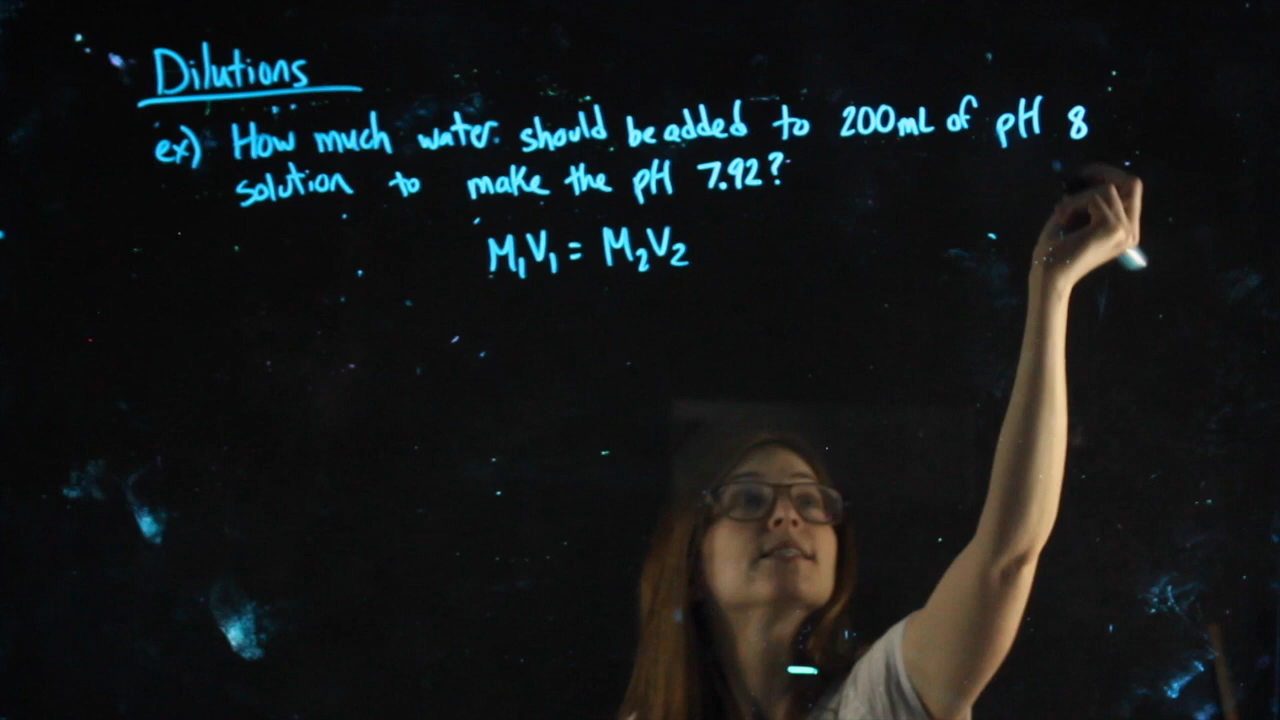 Dilutions
ex) How much water should be added to 200mL of pH 8
solution to make the pH 7.92?
M₁V₁ = M₂V₂